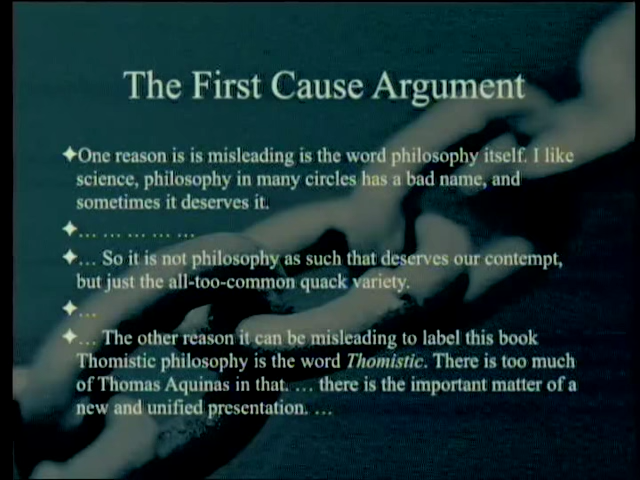 The First Cause Argument
✦One reason is is misleading is the word philosophy itself. I like
science, philosophy in many circles has a bad name, and
sometimes it deserves it.
✦… … … … …
✦… So it is not philosophy as such that deserves our contempt,
but just the all-too-common quack variety.
✦…
✦… The other reason it can be misleading to label this book
Thomistic philosophy is the word Thomistic. There is too much
of Thomas Aquinas in that. … there is the important matter of a
new and unified presentation. …